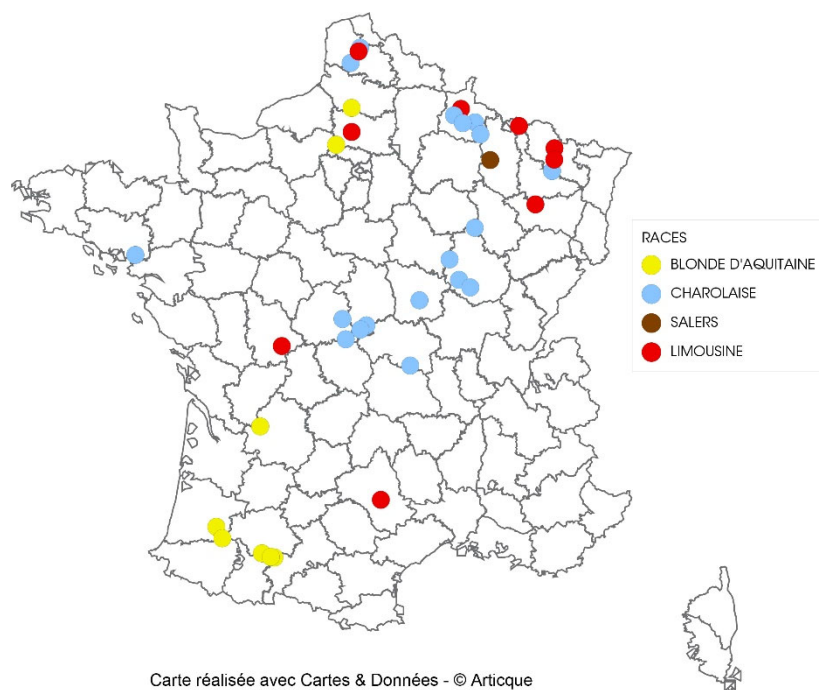 RACES
BLONDE D'AQUITAINE
CHAROLAISE
SALERS
LIMOUSINE
Carte réalisée avec Cartes & Données - © Articque